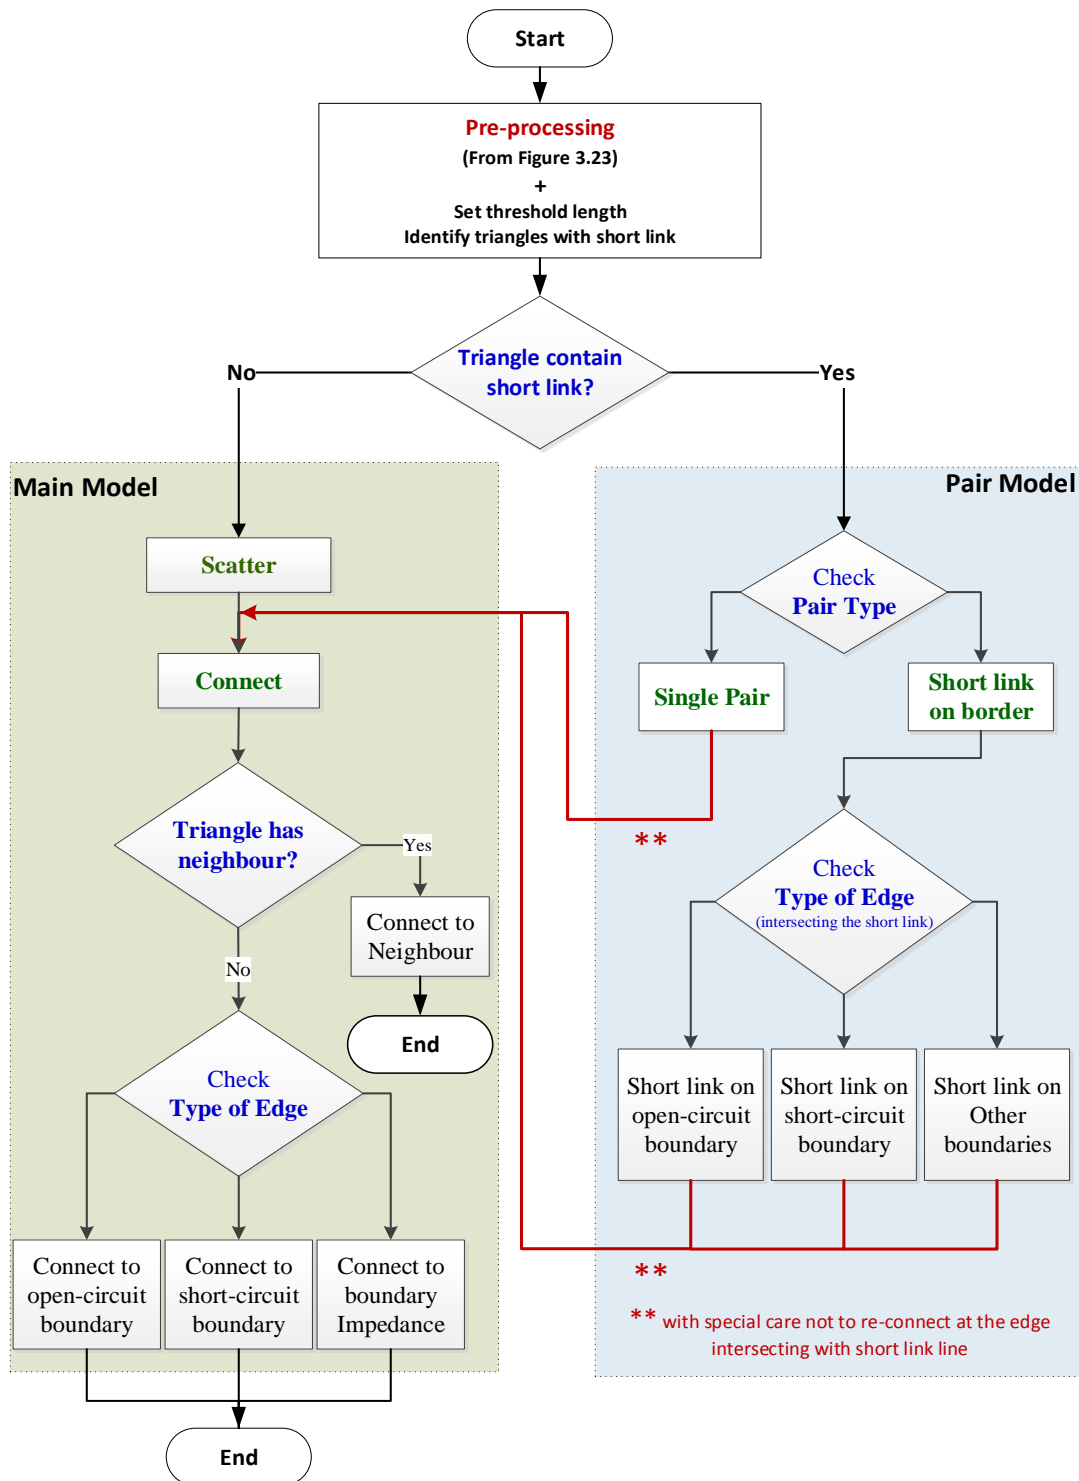 Start
Pre-processing
(From Figure 3.23)
+
Set threshold length
Identify triangles with short link
Triangle contain
short link?
No
Yes
Main Model
Pair Model
Scatter
Connect
Triangle has
neighbour?
Yes
Connect to
Neighbour
No
End
Check
Type of Edge
Connect to
open-circuit
boundary
Connect to
short-circuit
boundary
Connect to
boundary
Impedance
End
Check
Pair Type
Single Pair
Short link
on border
**
Check
Type of Edge
(intersecting the short link)
Short link on
open-circuit
boundary
Short link on
short-circuit
boundary
Short link on
Other
boundaries
**
** with special care not to re-connect at the edge
intersecting with short link line